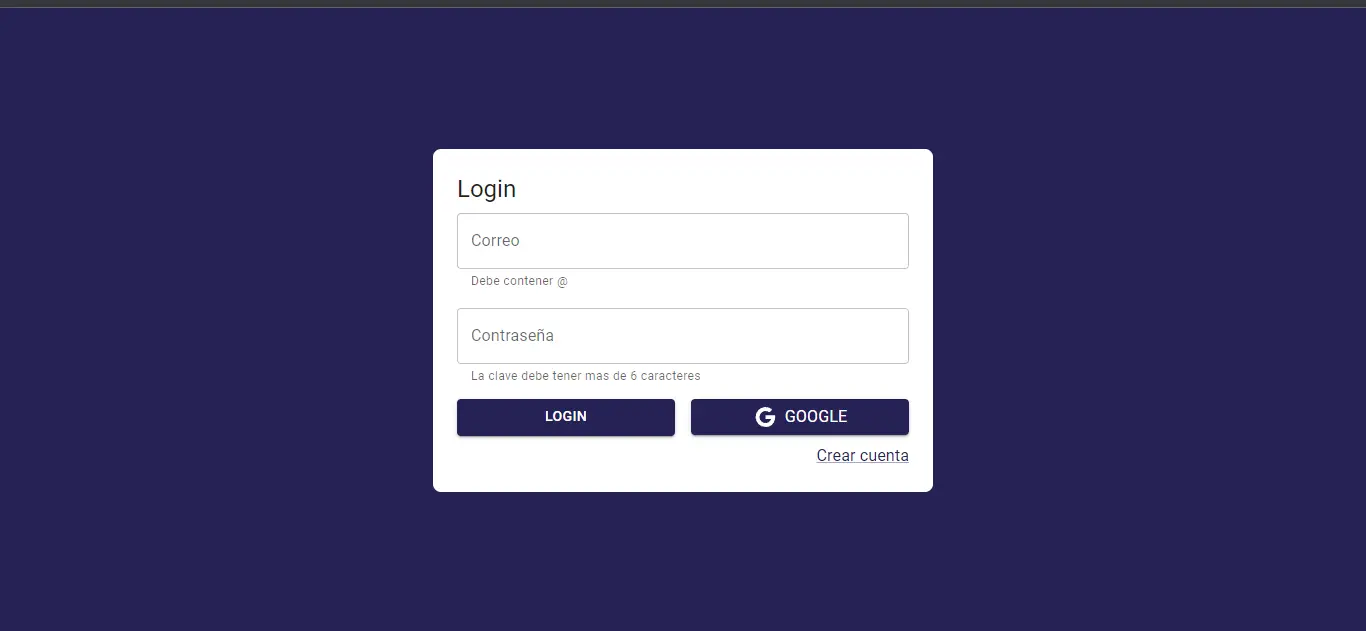 Login
Correo
Debe contener @
Contraseña
La clave debe tener mas de 6 caracteres
LOGIN
GOOGLE
Crear cuenta